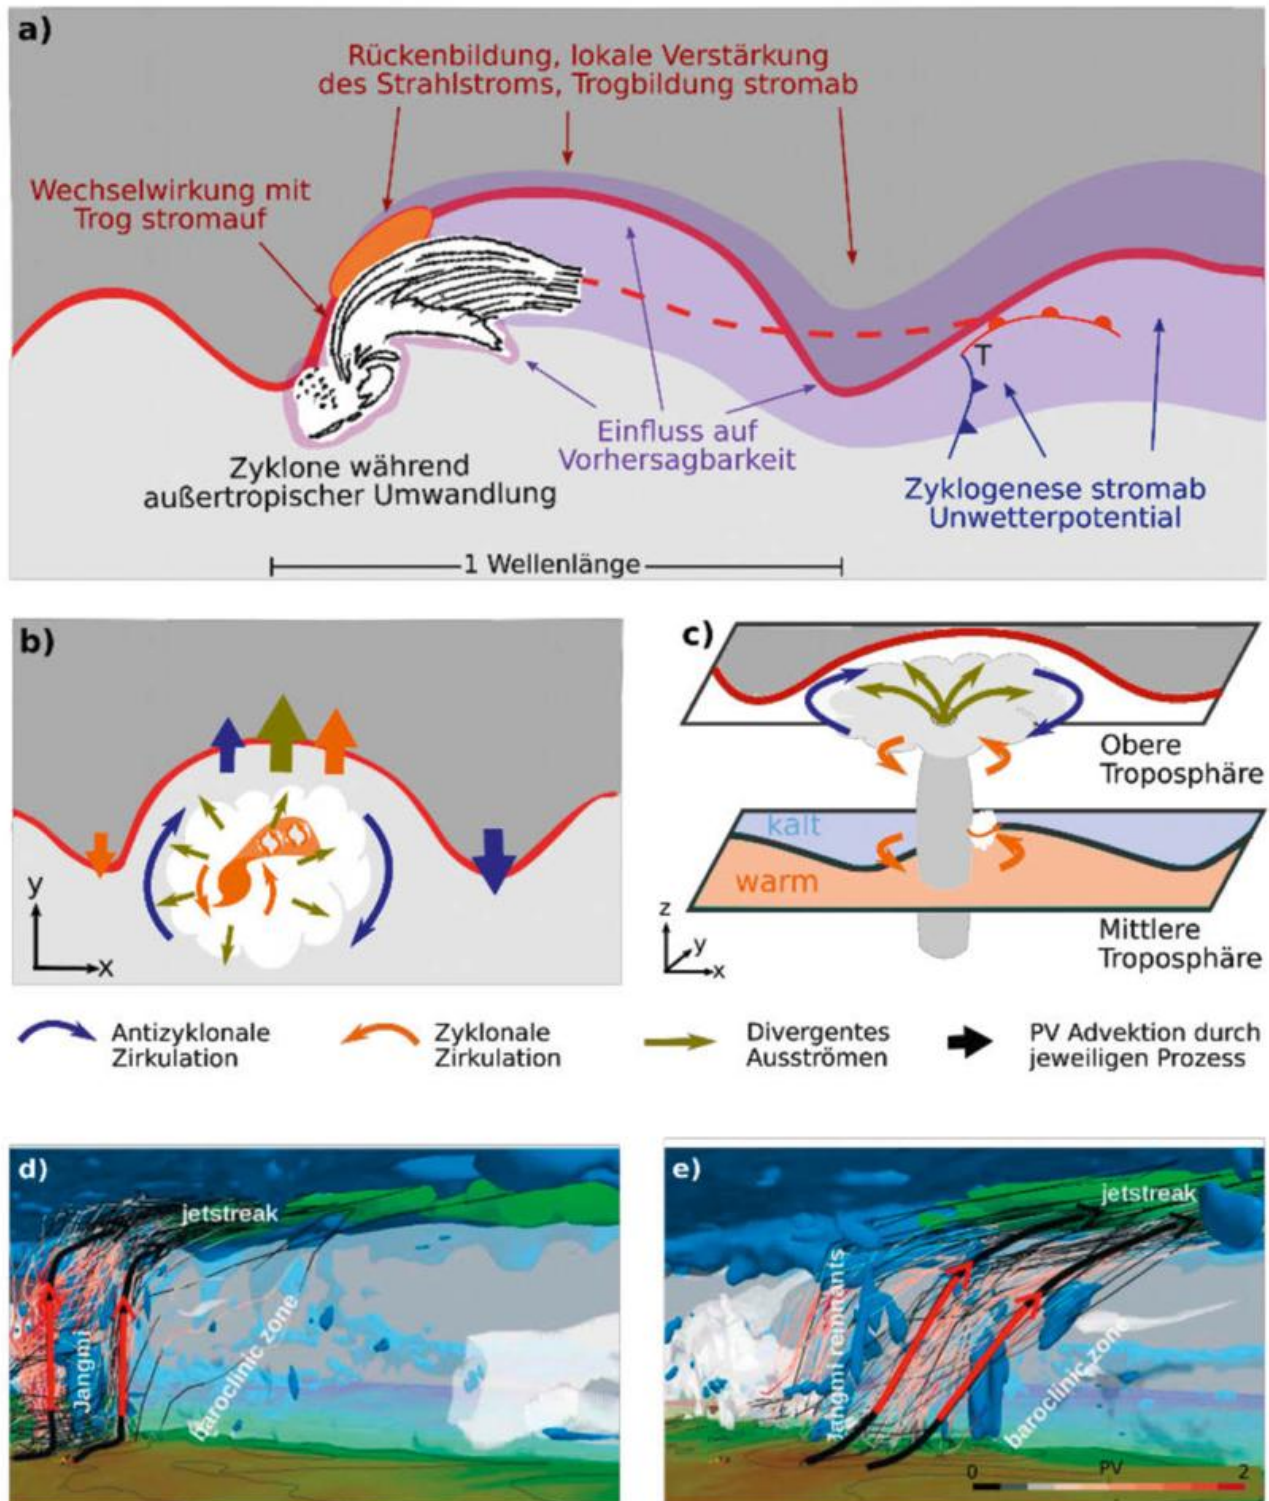 a)
Rückenbildung, lokale Verstärkung
des Strahlstroms, Trogbildung stromab
Wechselwirkung mit
Trog stromauf
T
Einfluss auf
Vorhersagbarkeit
Zyklone während
außertropischer Umwandlung
Zyklogenese stromab
Unwetterpotential
1 Wellenlänge
b)
y
x
c)
Obere
Troposphäre
kalt
warm
Mittlere
Troposphäre
z
y
x
Antizyklonale
Zirkulation
Zyklonale
Zirkulation
Divergentes
Ausströmen
PV Advektion durch
jeweiligen Prozess
d)
jetstreak
Jangmi
baroclinic zone
e)
jetstreak
Jangmi remnants
baroclinic zone
0 PV 2